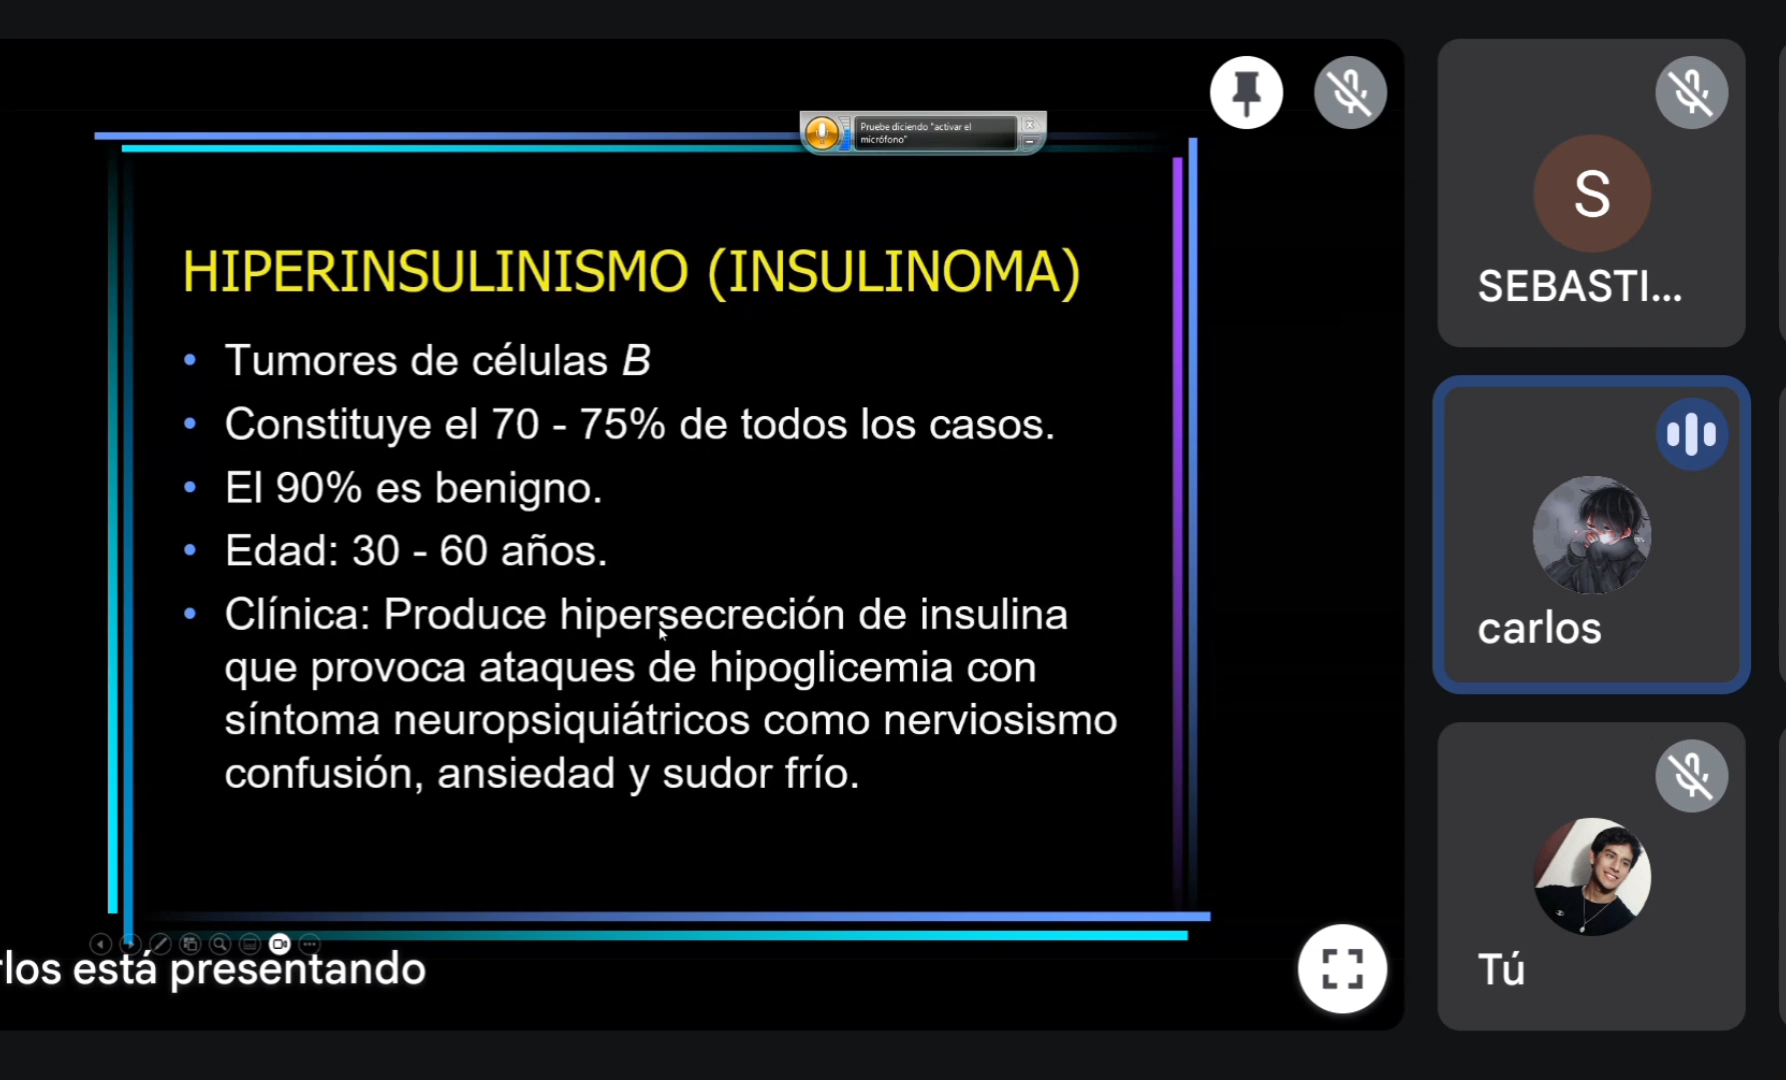 Pruebe diciendo "activar el
micrófono"
HIPERINSULINISMO (INSULINOMA)
• Tumores de células B
• Constituye el 70 - 75% de todos los casos.
• El 90% es benigno.
• Edad: 30 - 60 años.
• Clínica: Produce hipersecreción de insulina
que provoca ataques de hipoglicemia con
síntoma neuropsiquiátricos como nerviosismo
confusión, ansiedad y sudor frío.
rlos está presentando
S
SEBASTI...
carlos
Tú